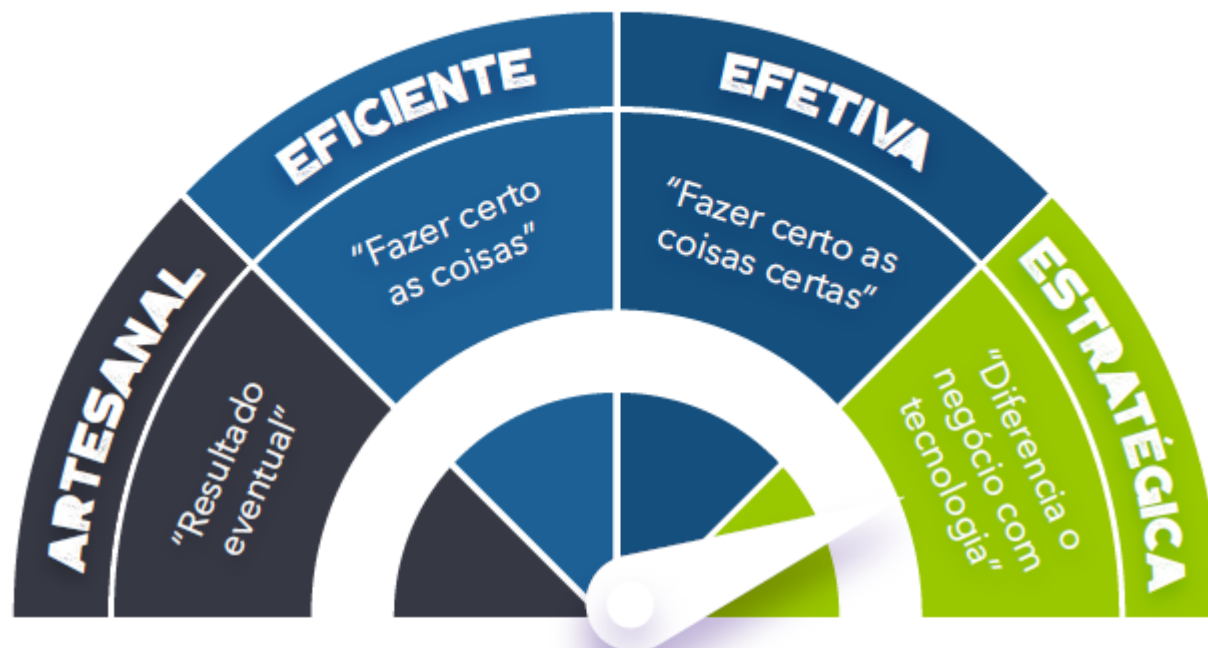 ARTESANAL
"Resultado
eventual"
EFICIENTE
"Fazer certo
as coisas"
EFETIVA
"Fazer certo as
coisas certas"
ESTRATÉGICA
"Diferencia o
negócio com
tecnologia"